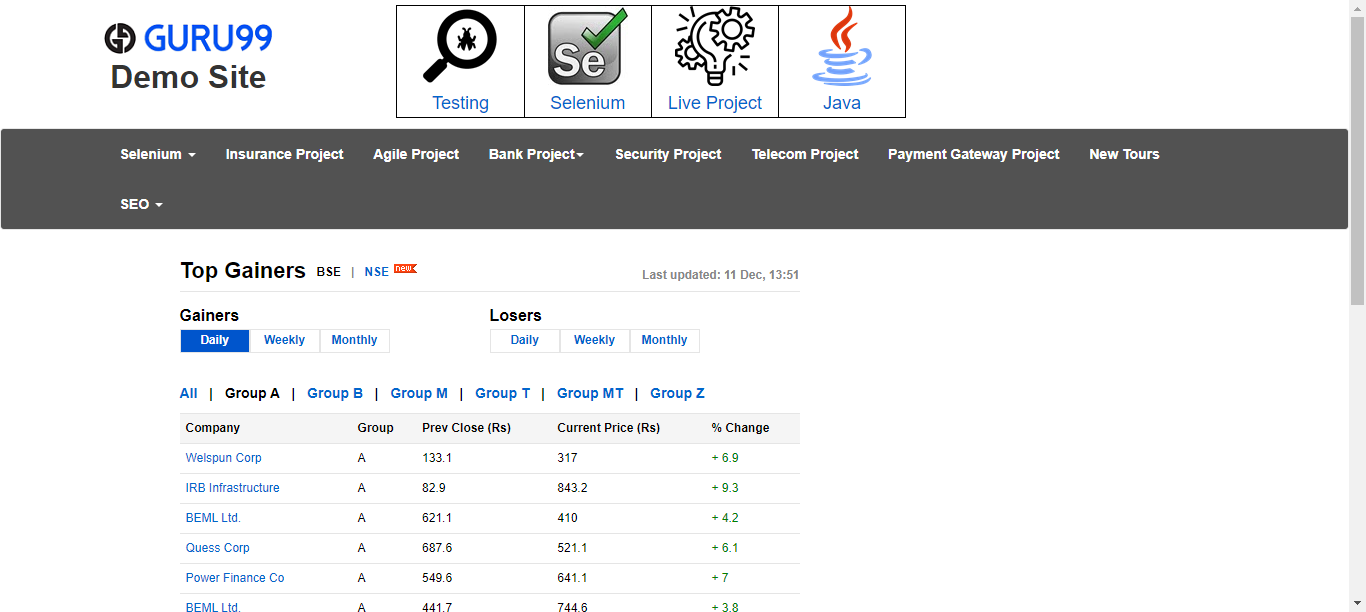 GURU99
Demo Site
Se
Testing Selenium Live Project Java
Selenium Insurance Project Agile Project Bank Project Security Project Telecom Project Payment Gateway Project New Tours
SEO
Top Gainers BSE | NSE new Last updated: 11 Dec, 13:51
Gainers Losers
Daily Weekly Monthly Daily Weekly Monthly
All | Group A | Group B | Group M | Group T | Group MT | Group Z
Company Group Prev Close (Rs) Current Price (Rs) % Change
Welspun Corp A 133.1 317 + 6.9
IRB Infrastructure A 82.9 843.2 + 9.3
BEML Ltd. A 621.1 410 + 4.2
Quess Corp A 687.6 521.1 + 6.1
Power Finance Co A 549.6 641.1 + 7
BEML Ltd. A 441.7 744.6 + 3.8